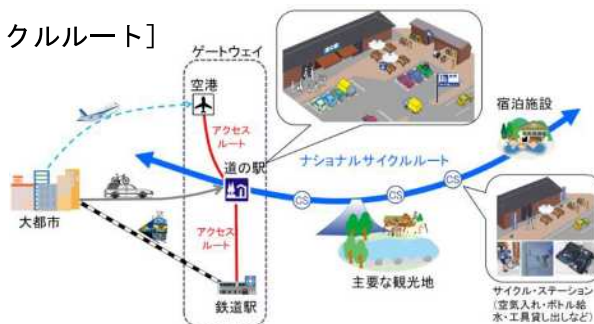 クルルート］
ゲートウェイ
空港
アクセス
ルート
道の駅
宿泊施設
ナショナルサイクルルート
CS
CS
CS
大都市
アクセス
ルート
主要な観光地
鉄道駅
サイクル・ステーション
（空気入れ・ボトル給
水・工具貸し出しなど）